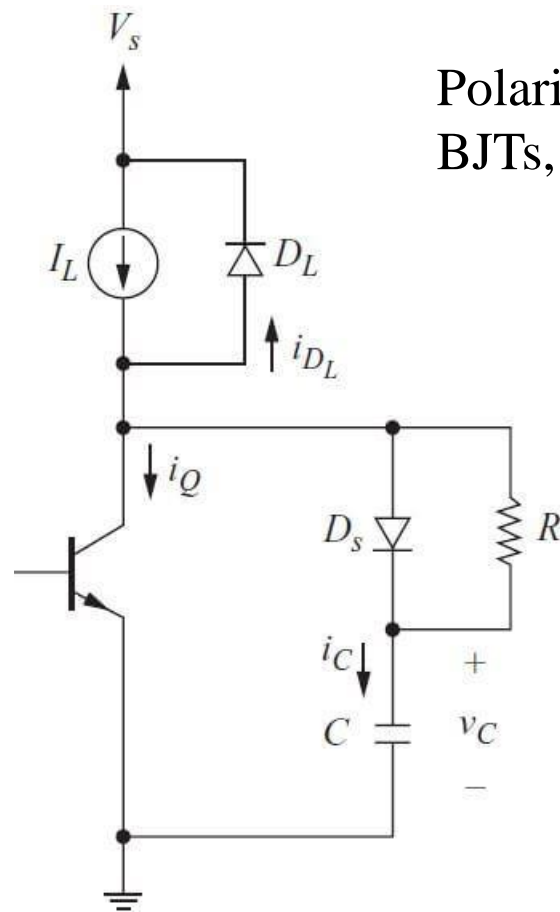 V_s
Polari
BJTs,
I_L
D_L
i_{D_L}
i_Q
D_s
R
i_C
+
C
v_C
−